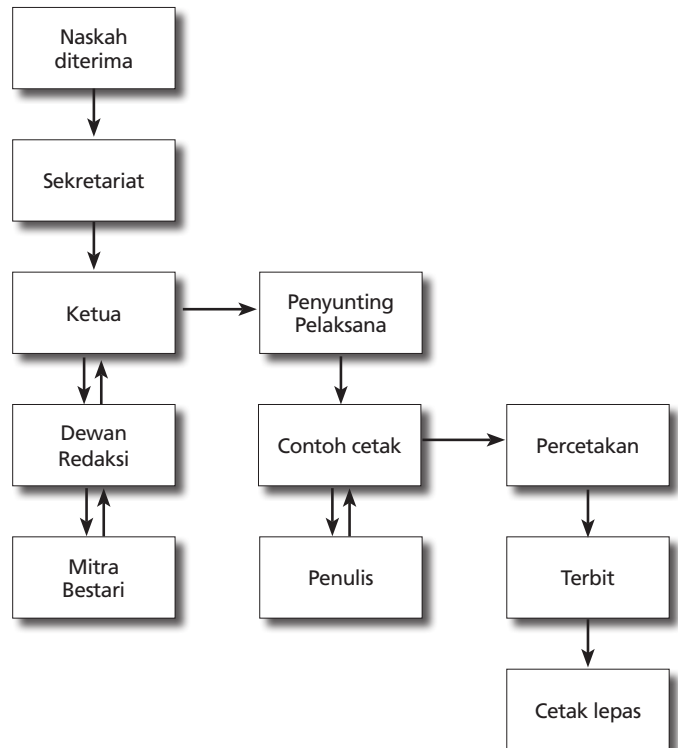 Naskah
diterima
Sekretariat
Ketua
Penyunting
Pelaksana
Dewan
Redaksi
Contoh cetak
Percetakan
Mitra
Bestari
Penulis
Terbit
Cetak lepas